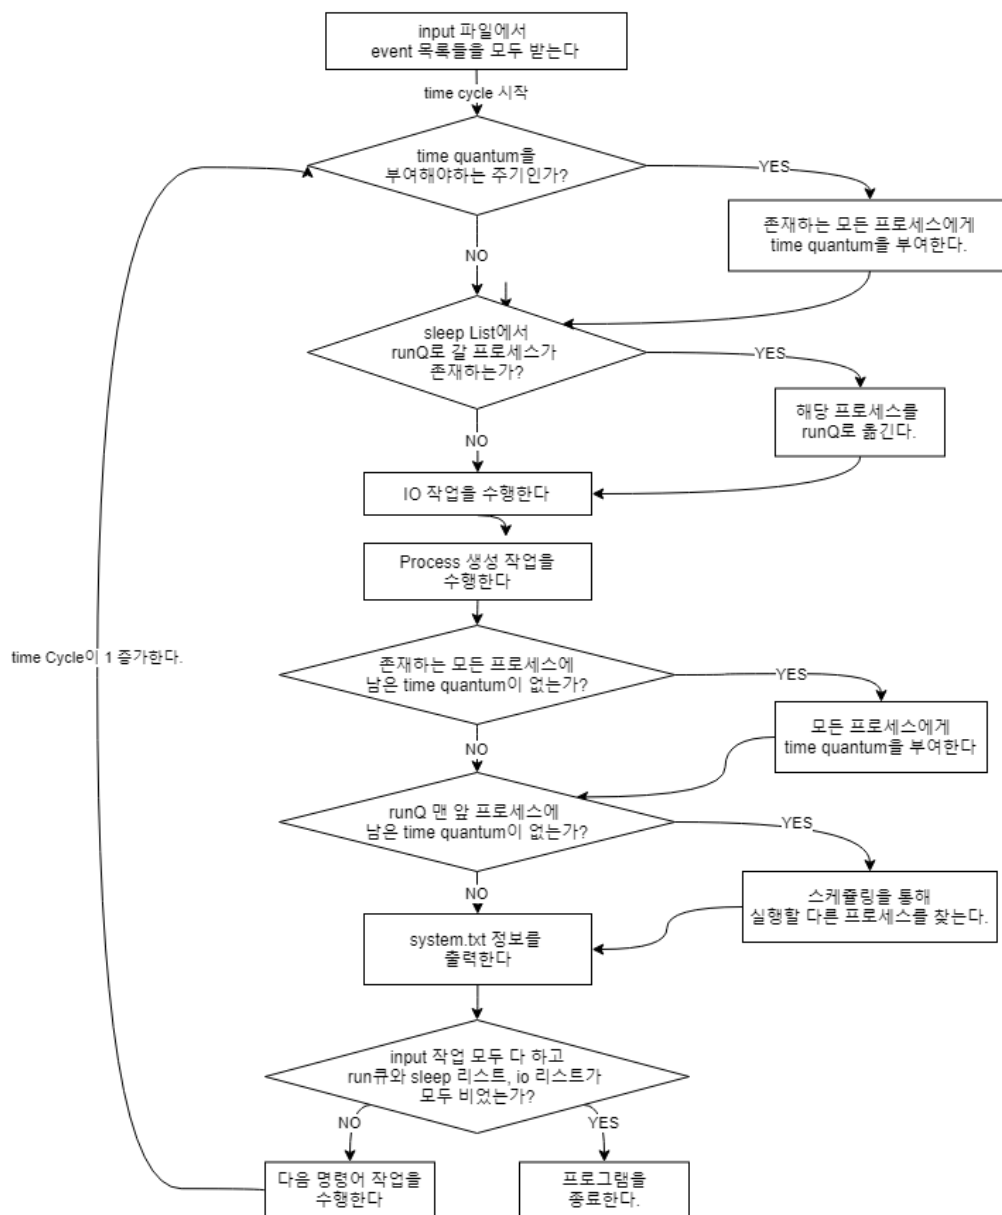 input 파일에서
event 목록들을 모두 받는다
time cycle 시작
time quantum을
부여해야하는 주기인가?
YES
존재하는 모든 프로세스에게
time quantum을 부여한다.
NO
sleep List에서
runQ로 갈 프로세스가
존재하는가?
YES
해당 프로세스를
runQ로 옮긴다.
NO
IO 작업을 수행한다
Process 생성 작업을
수행한다
time Cycle이 1 증가한다.
존재하는 모든 프로세스에
남은 time quantum이 없는가?
YES
모든 프로세스에게
time quantum을 부여한다
NO
runQ 맨 앞 프로세스에
남은 time quantum이 없는가?
YES
스케쥴링을 통해
실행할 다른 프로세스를 찾는다.
NO
system.txt 정보를
출력한다
input 작업 모두 다 하고
run큐와 sleep 리스트, io 리스트가
모두 비었는가?
NO
YES
다음 명령어 작업을
수행한다
프로그램을
종료한다.